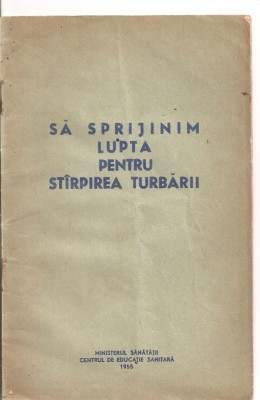 SĂ SPRIJINIM
LUPTA
PENTRU
STÎRPIREA TURBĂRII
MINISTERUL SĂNĂTĂȚII
CENTRUL DE EDUCAȚIE SANITARĂ
1955